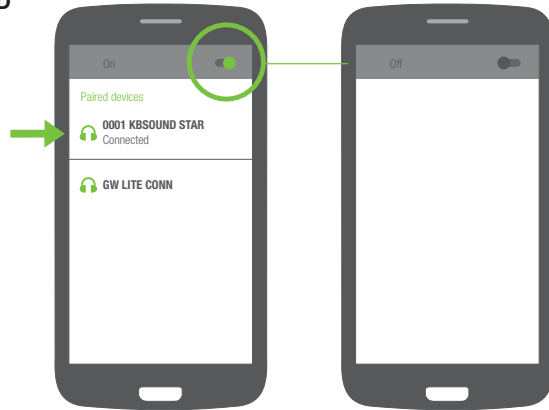 On
Paired devices
0001 KBSOUND STAR
Connected
GW LITE CONN
Off